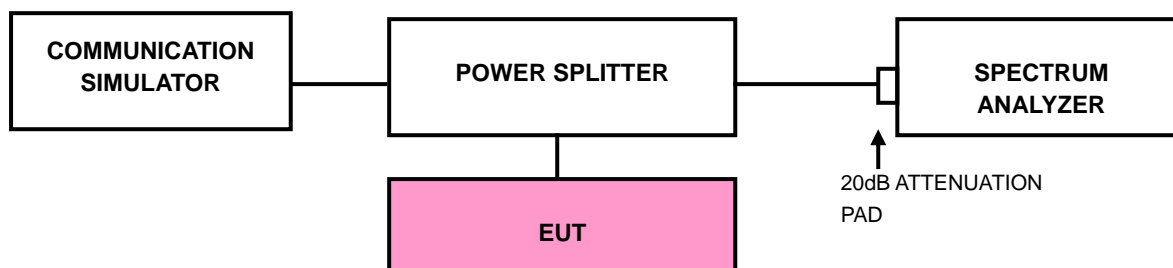 COMMUNICATION
SIMULATOR
POWER SPLITTER
SPECTRUM
ANALYZER
20dB ATTENUATION
PAD
EUT